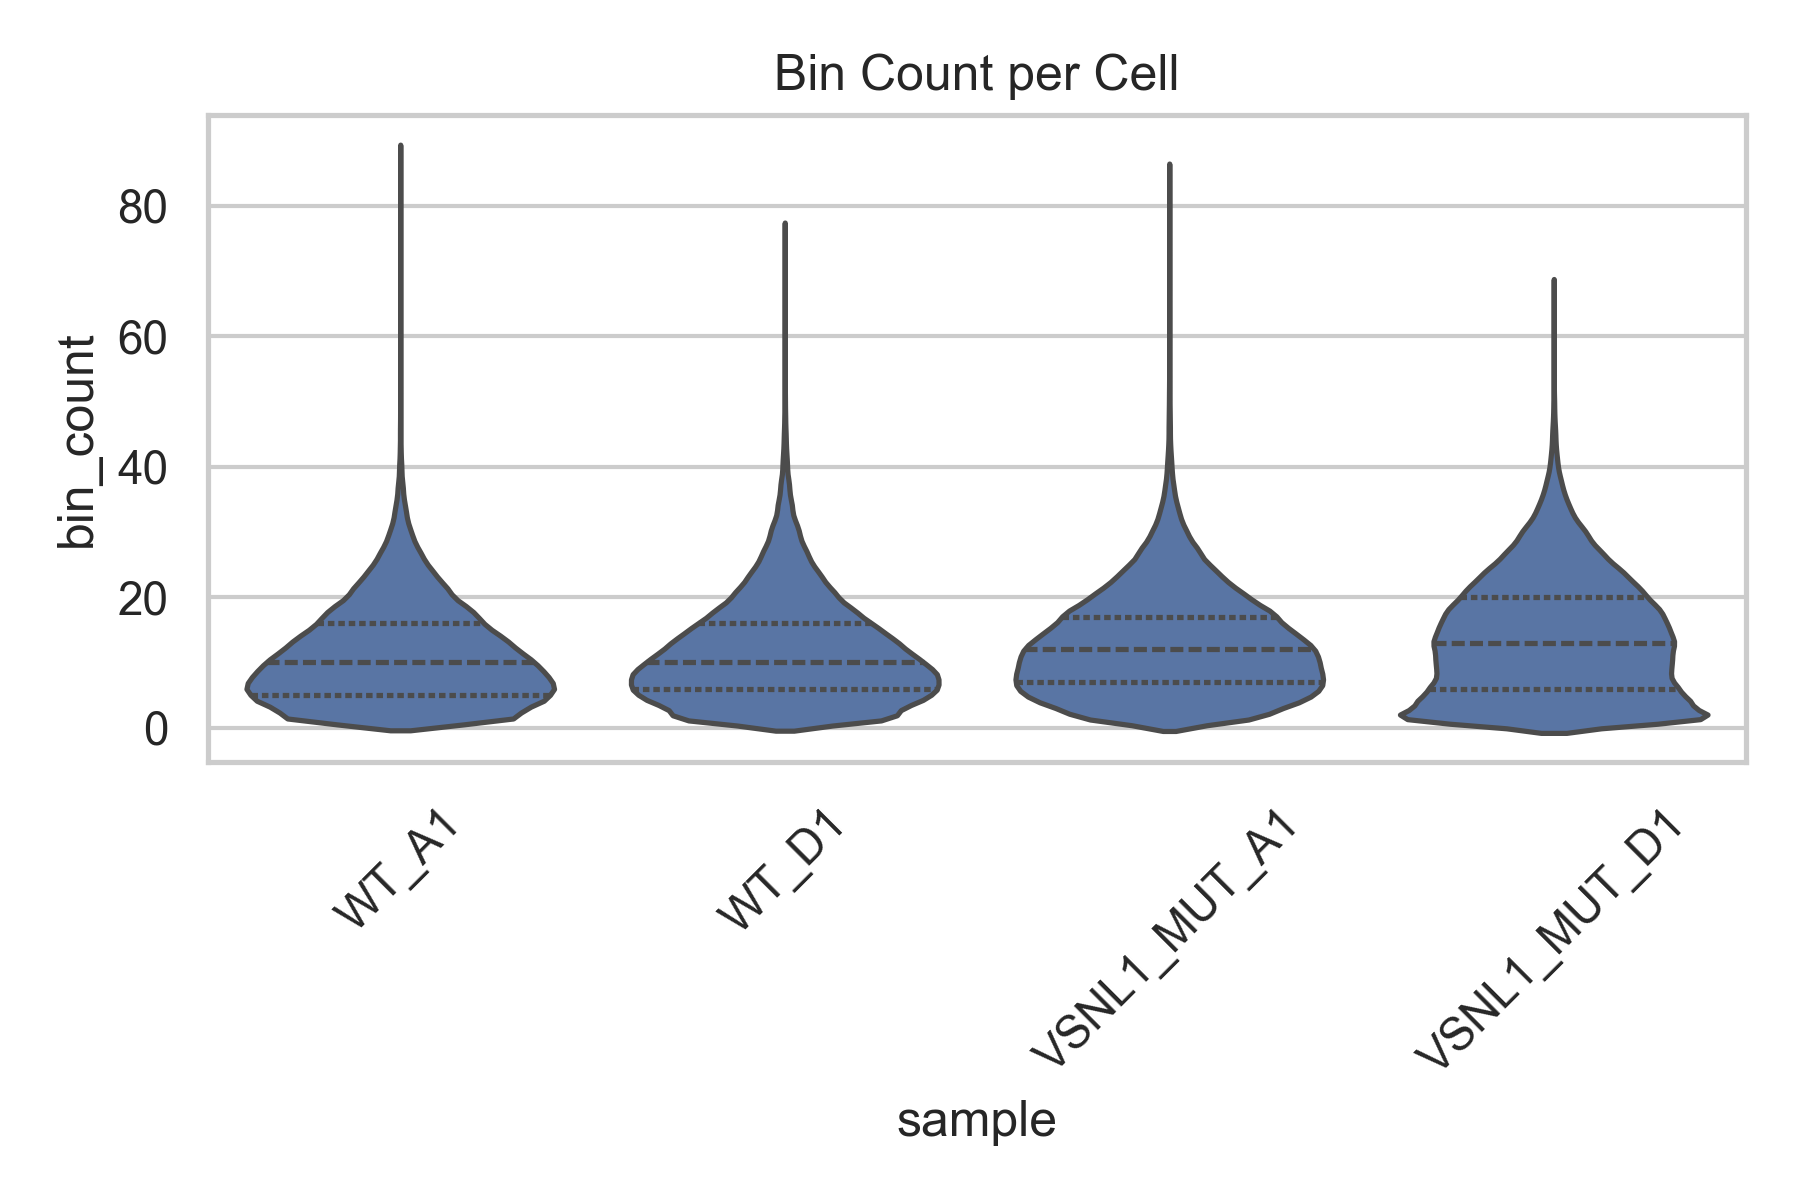 Bin Count per Cell
bin_count
80
60
40
20
0
WT_A1
WT_D1
VSNL1_MUT_A1
VSNL1_MUT_D1
sample